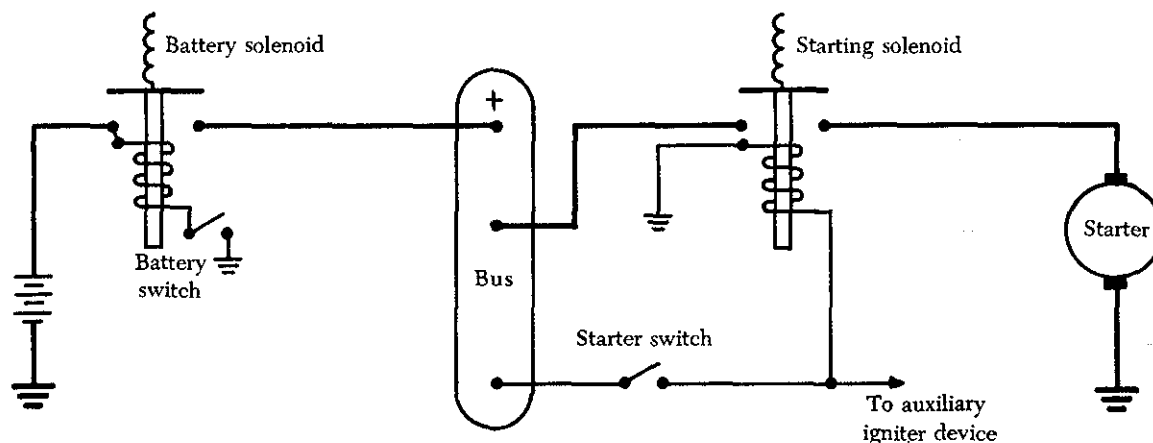 Battery solenoid
Starting solenoid
+
Battery
switch
Bus
Starter
Starter switch
To auxiliary
igniter device